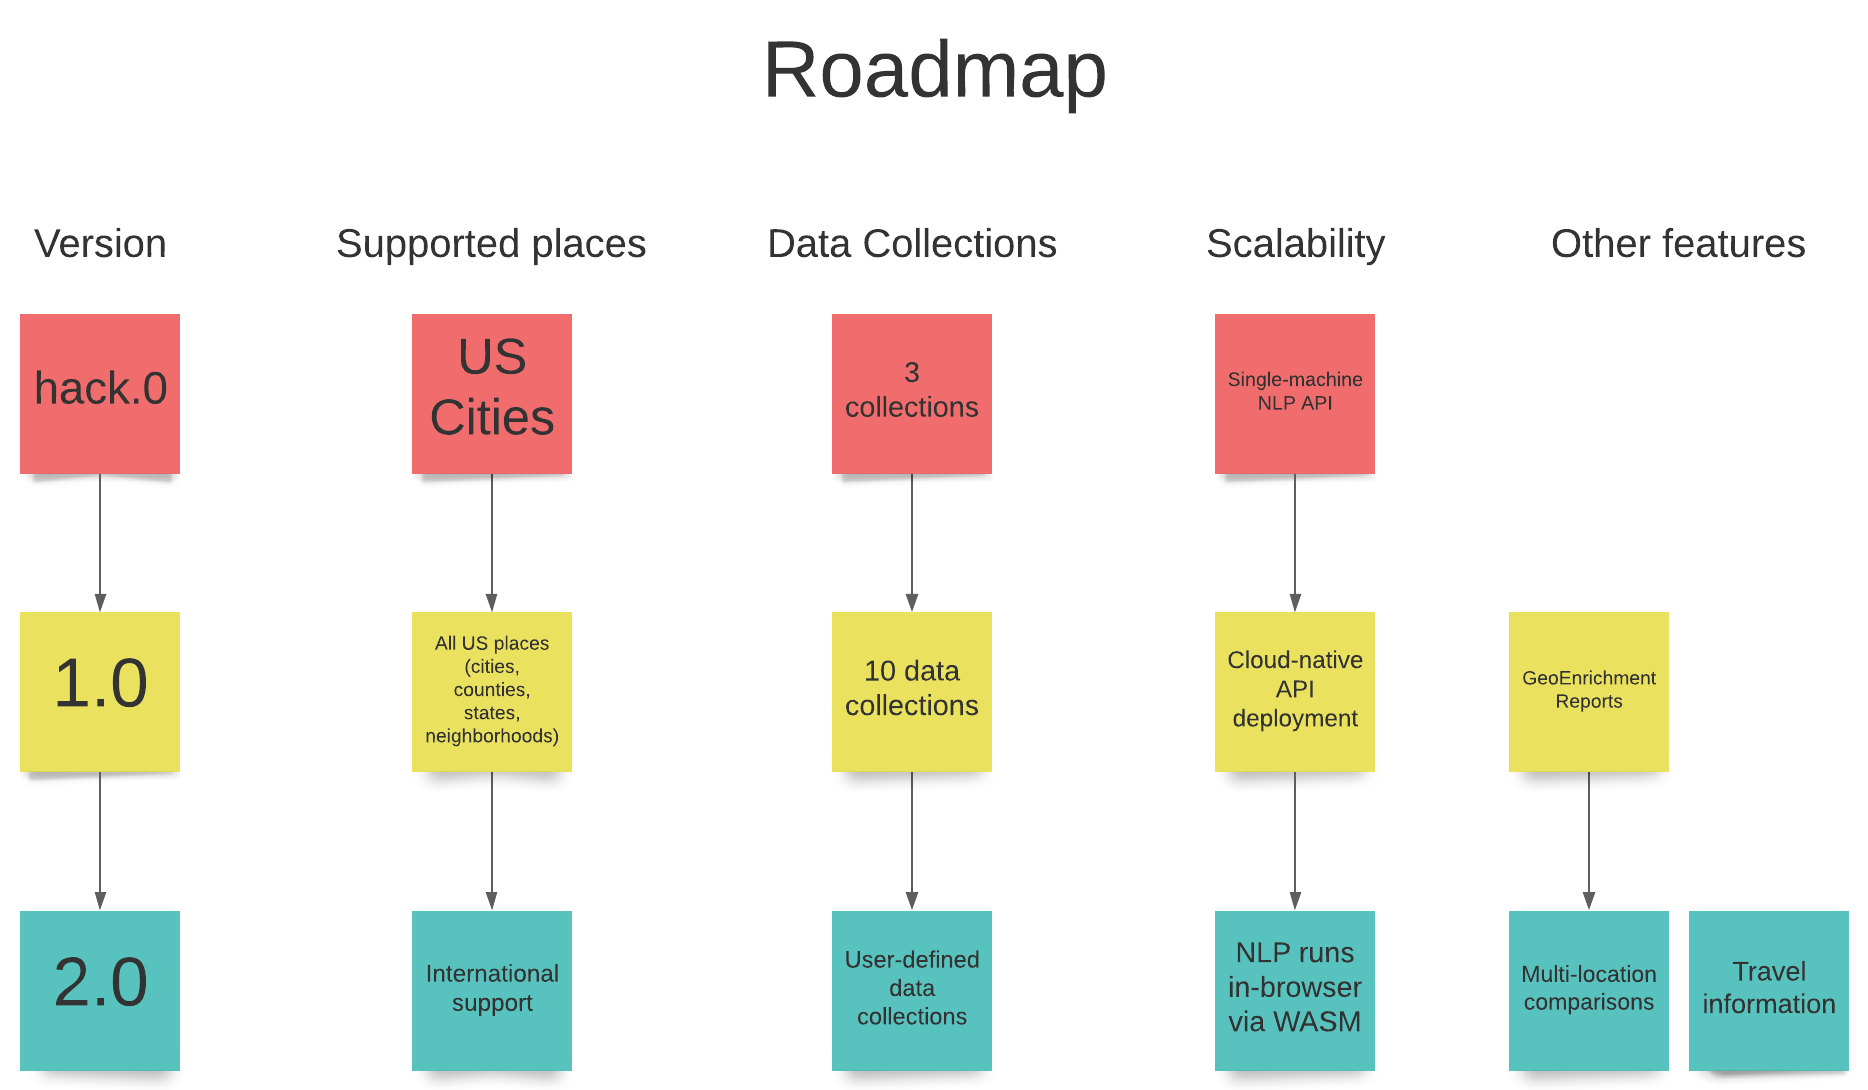 Roadmap
Version
Supported places
Data Collections
Scalability
Other features
hack.0
US
Cities
3
collections
Single-machine
NLP API
1.0
All US places
(cities,
counties,
states,
neighborhoods)
10 data
collections
Cloud-native
API
deployment
GeoEnrichment
Reports
2.0
International
support
User-defined
data
collections
NLP runs
in-browser
via WASM
Multi-location
comparisons
Travel
information